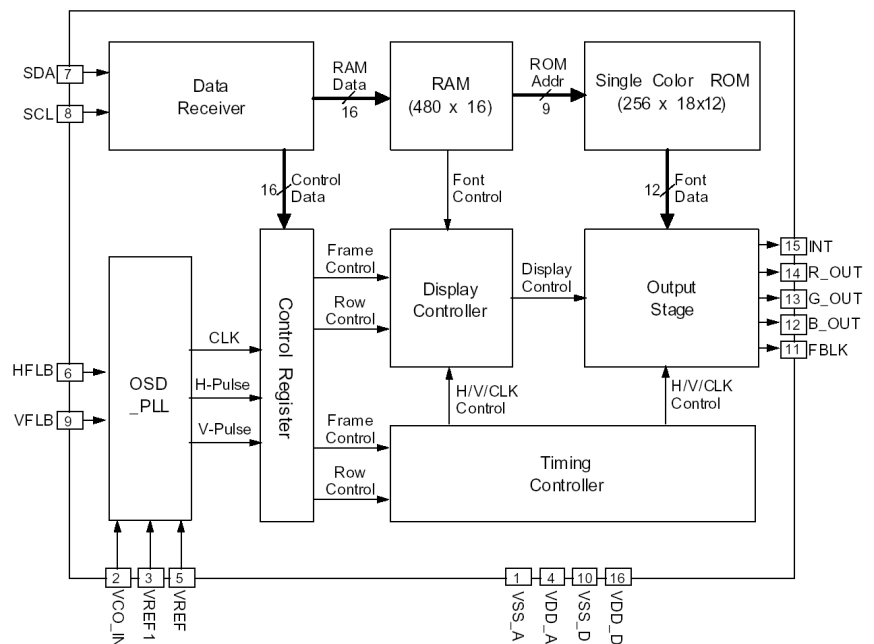 SDA 7
SCL 8
Data
Receiver
RAM
Data
16
RAM
(480 x 16)
ROM
Addr
9
Single Color ROM
(256 x 18x12)
16
Control
Data
Font
Control
12
Font
Data
HFLB 6
VFLB 9
OSD
_PLL
CLK
H-Pulse
V-Pulse
Control Register
Frame
Control
Row
Control
Display
Controller
Display
Control
Output
Stage
15 INT
14 R_OUT
13 G_OUT
12 B_OUT
11 FBLK
H/V/CLK
Control
H/V/CLK
Control
Frame
Control
Row
Control
Timing
Controller
2 VCO_IN
3 VREF1
5 VREF
1 VSS_A
4 VDD_A
10 VSS_D
16 VDD_D